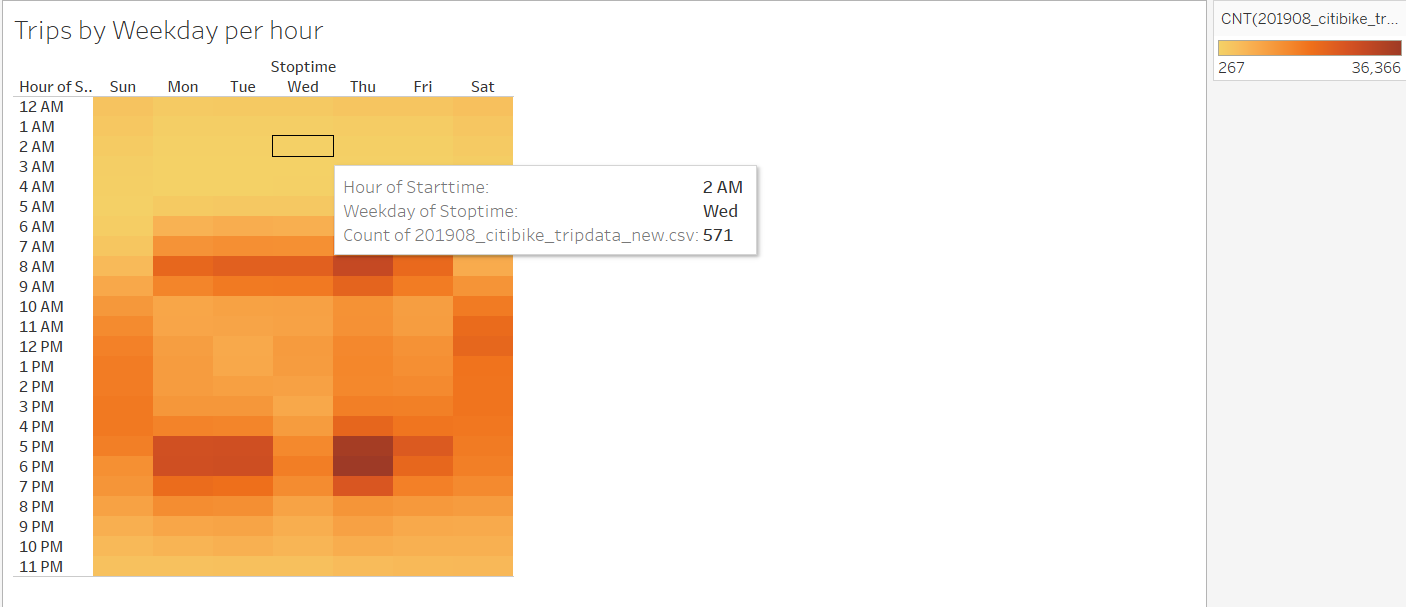 Trips by Weekday per hour
CNT(201908_citibike_tr...
267 36,366
Stoptime
Hour of S.. Sun Mon Tue Wed Thu Fri Sat
12 AM
1 AM
2 AM
3 AM
4 AM
5 AM
6 AM
7 AM
8 AM
9 AM
10 AM
11 AM
12 PM
1 PM
2 PM
3 PM
4 PM
5 PM
6 PM
7 PM
8 PM
9 PM
10 PM
11 PM
Hour of Starttime: 2 AM
Weekday of Stoptime: Wed
Count of 201908_citibike_tripdata_new.csv: 571